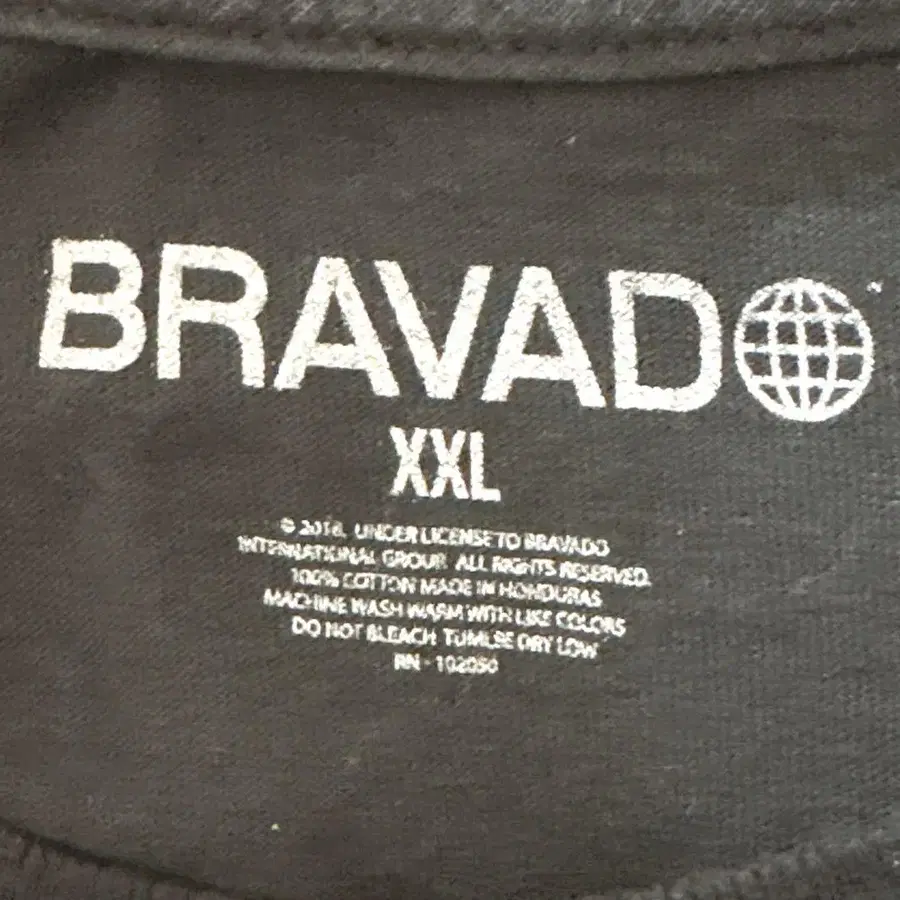 BRAVADO
XXL
© 2018. UNDER LICENSE TO BRAVADO
INTERNATIONAL GROUP. ALL RIGHTS RESERVED.
100% COTTON MADE IN HONDURAS
MACHINE WASH WARM WITH LIKE COLORS
DO NOT BLEACH TUMLBE DRY LOW
RN - 102050